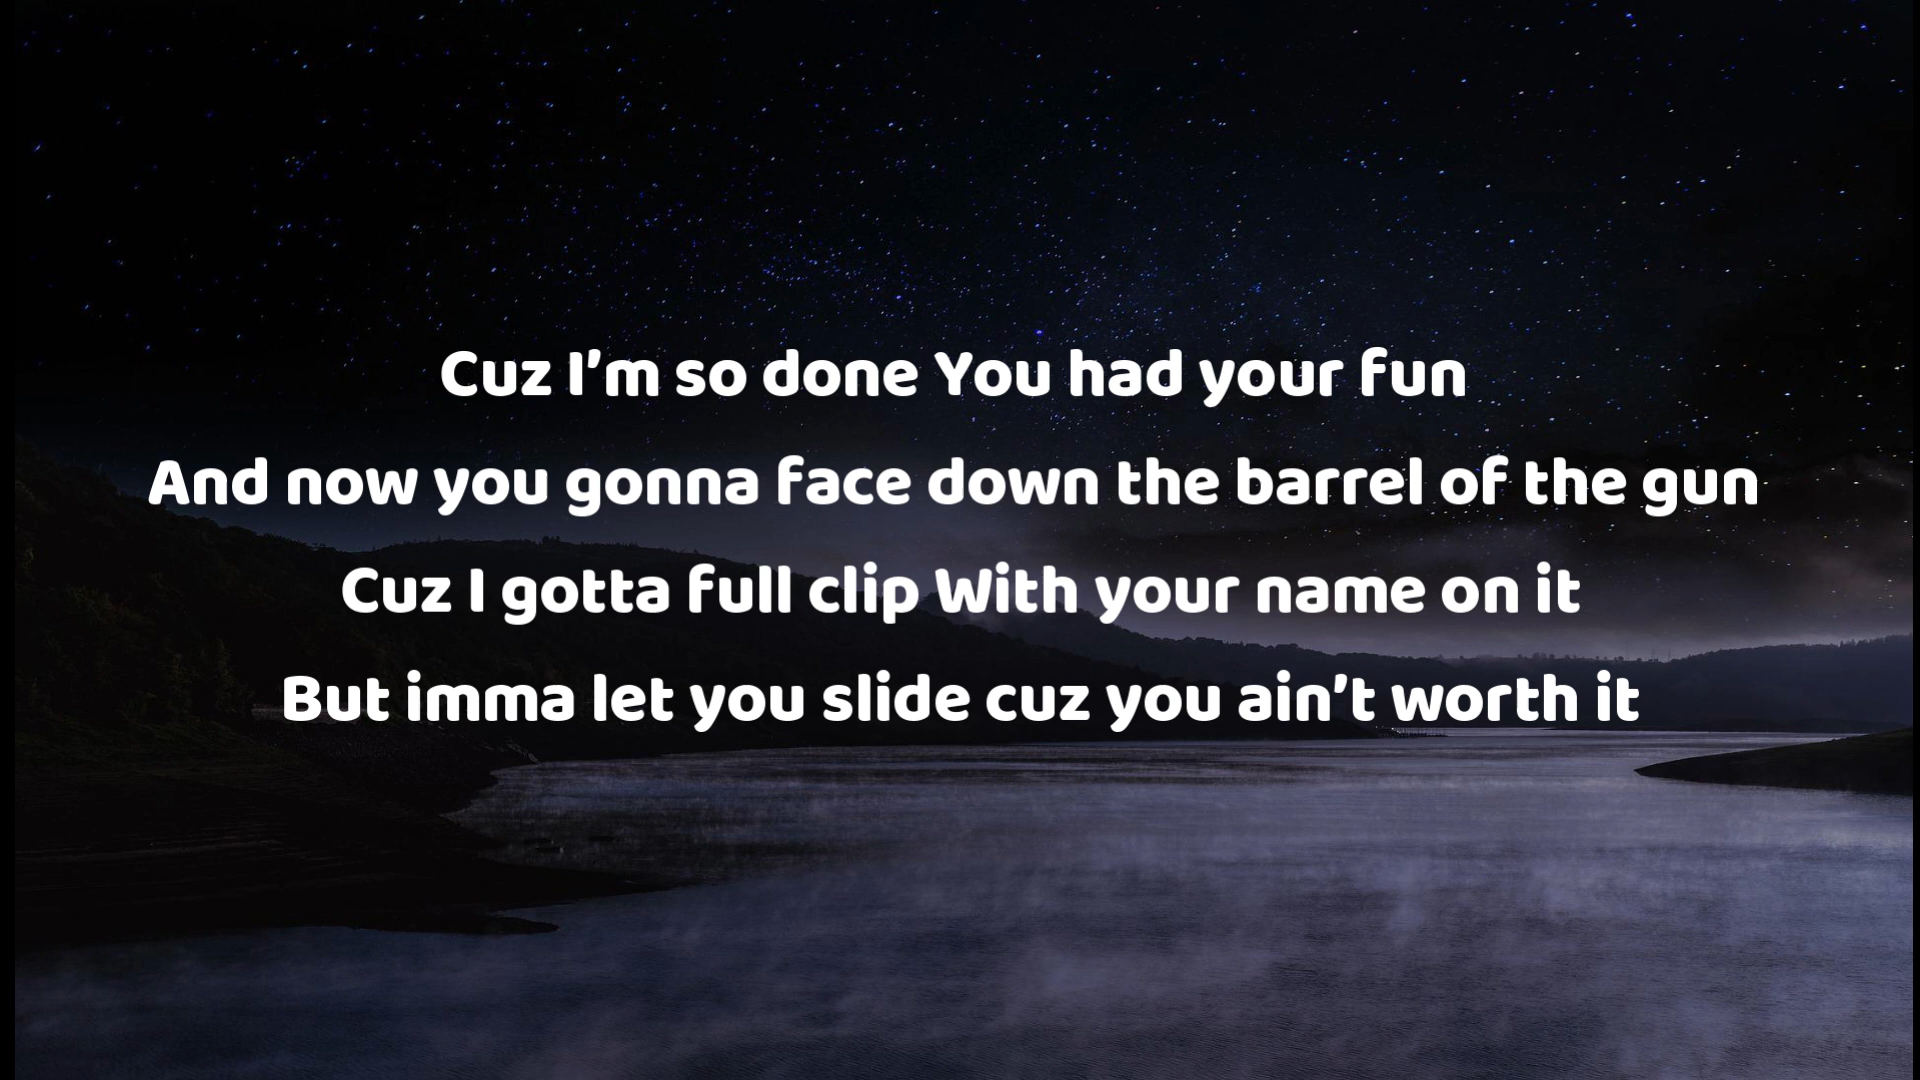 Cuz I’m so done You had your fun
And now you gonna face down the barrel of the gun
Cuz I gotta full clip With your name on it
But imma let you slide cuz you ain’t worth it